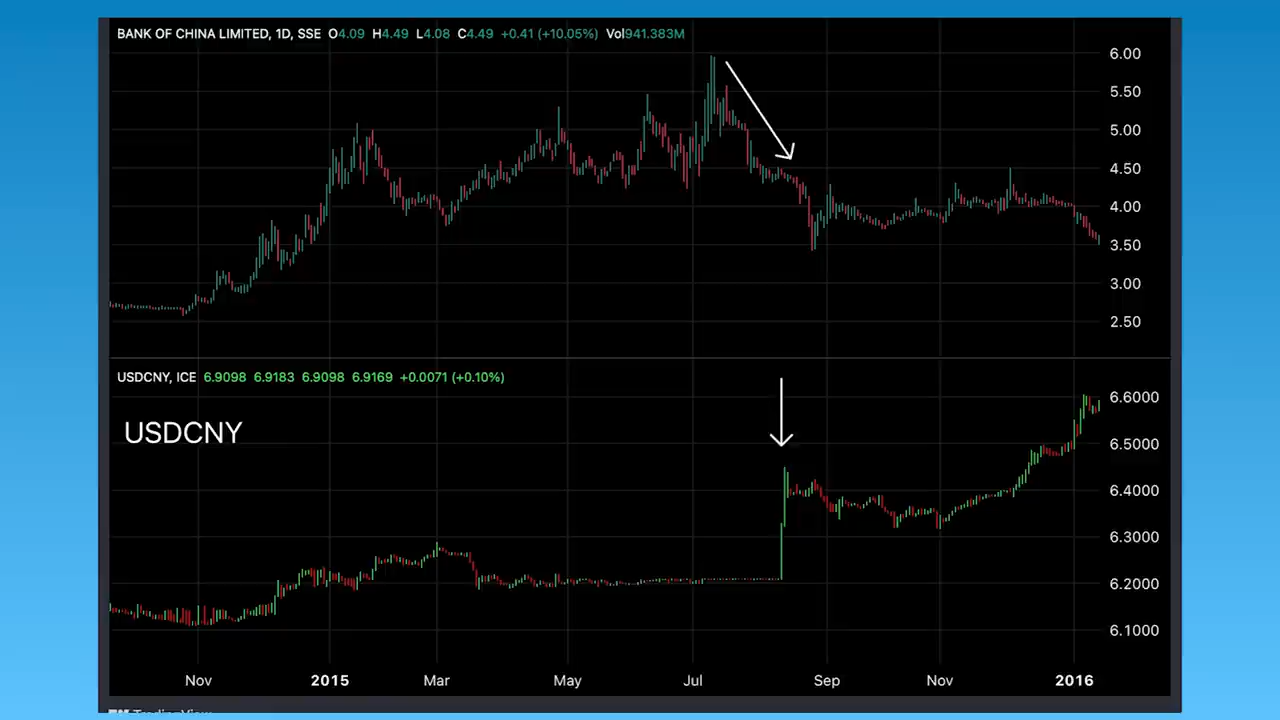 BANK OF CHINA LIMITED, 1D, SSE O4.09 H4.49 L4.08 C4.49 +0.41 (+10.05%) Vol941.383M
6.00
5.50
5.00
4.50
4.00
3.50
3.00
2.50
USDCNY, ICE 6.9098 6.9183 6.9098 6.9169 +0.0071 (+0.10%)
6.6000
USDCNY
6.5000
6.4000
6.3000
6.2000
6.1000
Nov 2015 Mar May Jul Sep Nov 2016
TradingView